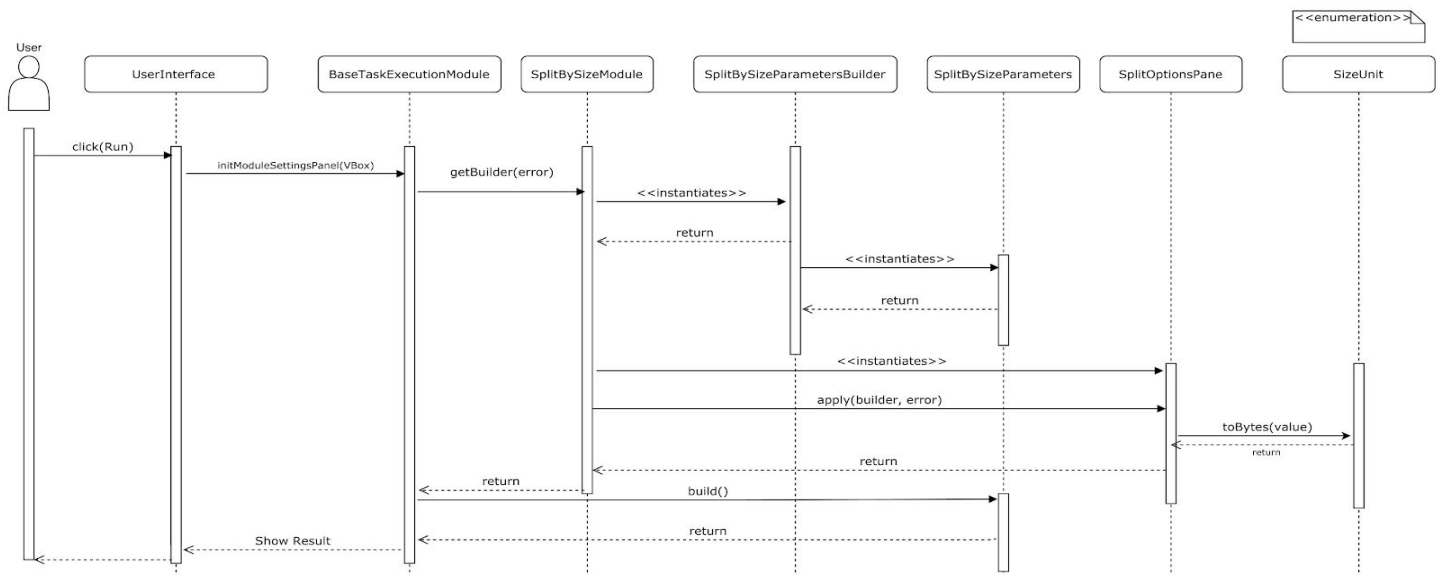 <<enumeration>>
User
UserInterface
BaseTaskExecutionModule
SplitBySizeModule
SplitBySizeParametersBuilder
SplitBySizeParameters
SplitOptionsPane
SizeUnit
click(Run)
initModuleSettingsPanel(VBox)
getBuilder(error)
<<instantiates>>
return
<<instantiates>>
return
<<instantiates>>
apply(builder, error)
toBytes(value)
return
return
return
build()
return
Show Result